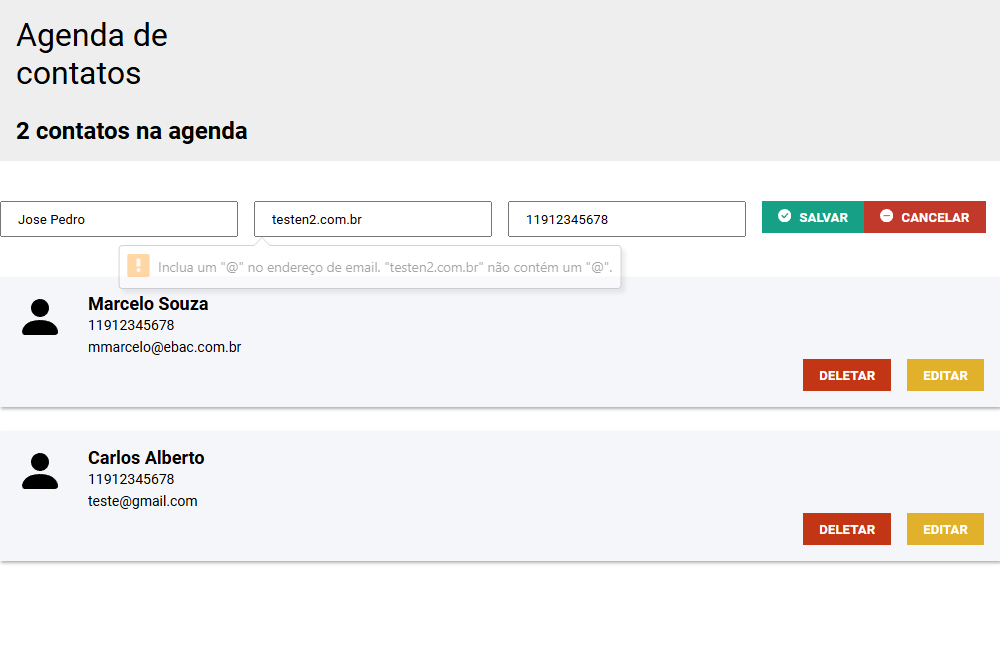 Agenda de
contatos
2 contatos na agenda
Jose Pedro
testen2.com.br
11912345678
SALVAR
CANCELAR
Inclua um "@" no endereço de email. "testen2.com.br" não contém um "@".
Marcelo Souza
11912345678
mmarcelo@ebac.com.br
DELETAR
EDITAR
Carlos Alberto
11912345678
teste@gmail.com
DELETAR
EDITAR